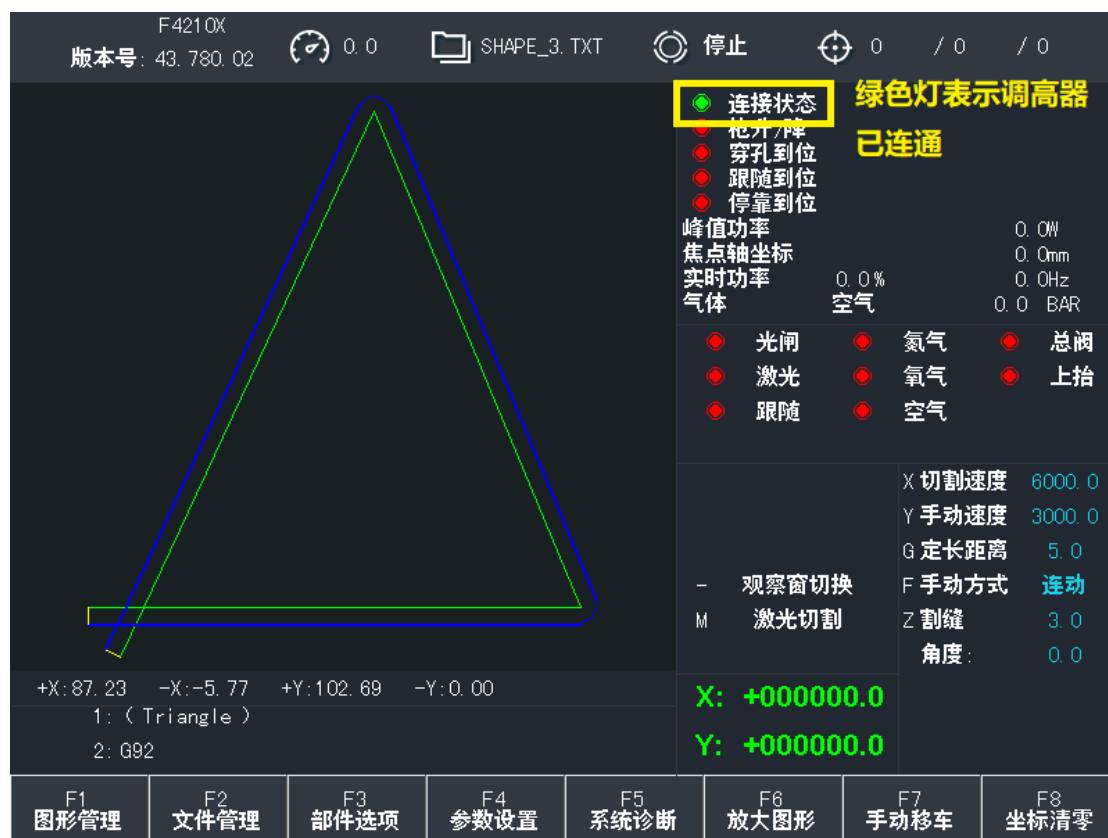 F4210X
版本号: 43. 780. 02
0. 0
SHAPE_3. TXT
停止
0 / 0 / 0
连接状态
绿色灯表示调高器
已连通
枪升/降
穿孔到位
跟随到位
停靠到位
峰值功率 0. 0W
焦点轴坐标 0. 0mm
实时功率 0. 0% 0. 0Hz
气体 空气 0. 0 BAR
光闸 氮气 总阀
激光 氧气 上抬
跟随 空气
X 切割速度 6000. 0
Y 手动速度 3000. 0
G 定长距离 5. 0
- 观察窗切换 F 手动方式 连动
M 激光切割 Z 割缝 3. 0
角度: 0. 0
+X:87. 23 -X:-5. 77 +Y:102. 69 -Y:0. 00
1: ( Triangle )
2: G92
X: +000000.0
Y: +000000.0
F1 F2 F3 F4 F5 F6 F7 F8
图形管理 文件管理 部件选项 参数设置 系统诊断 放大图形 手动移车 坐标清零